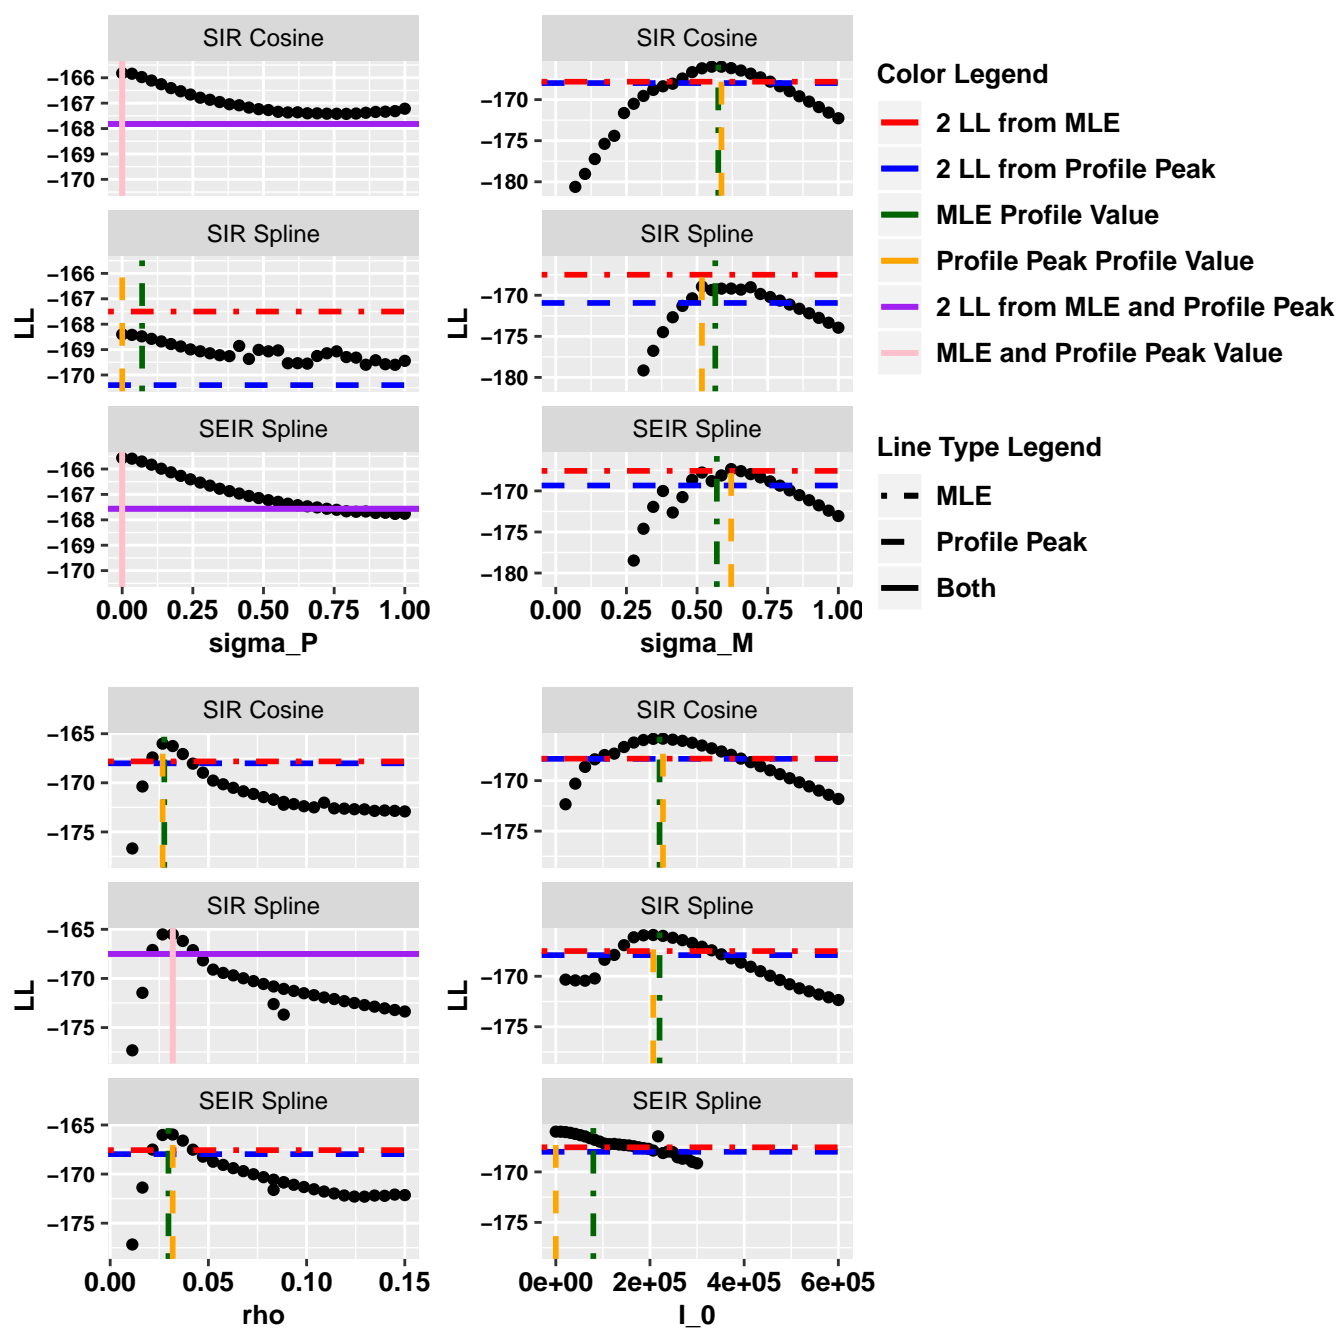 SIR Cosine
−166
−167
−168
−169
−170
SIR Spline
−166
−167
−168
−169
−170
SEIR Spline
−166
−167
−168
−169
−170
LL
0.00 0.25 0.50 0.75 1.00
sigma_P
SIR Cosine
−170
−175
−180
SIR Spline
−170
−175
−180
SEIR Spline
−170
−175
−180
LL
0.00 0.25 0.50 0.75 1.00
sigma_M
Color Legend
2 LL from MLE
2 LL from Profile Peak
MLE Profile Value
Profile Peak Profile Value
2 LL from MLE and Profile Peak
MLE and Profile Peak Value
Line Type Legend
MLE
Profile Peak
Both
SIR Cosine
−165
−170
−175
SIR Spline
−165
−170
−175
SEIR Spline
−165
−170
−175
LL
0.00 0.05 0.10 0.15
rho
SIR Cosine
−170
−175
SIR Spline
−170
−175
SEIR Spline
−170
−175
LL
0e+00 2e+05 4e+05 6e+05
I_0